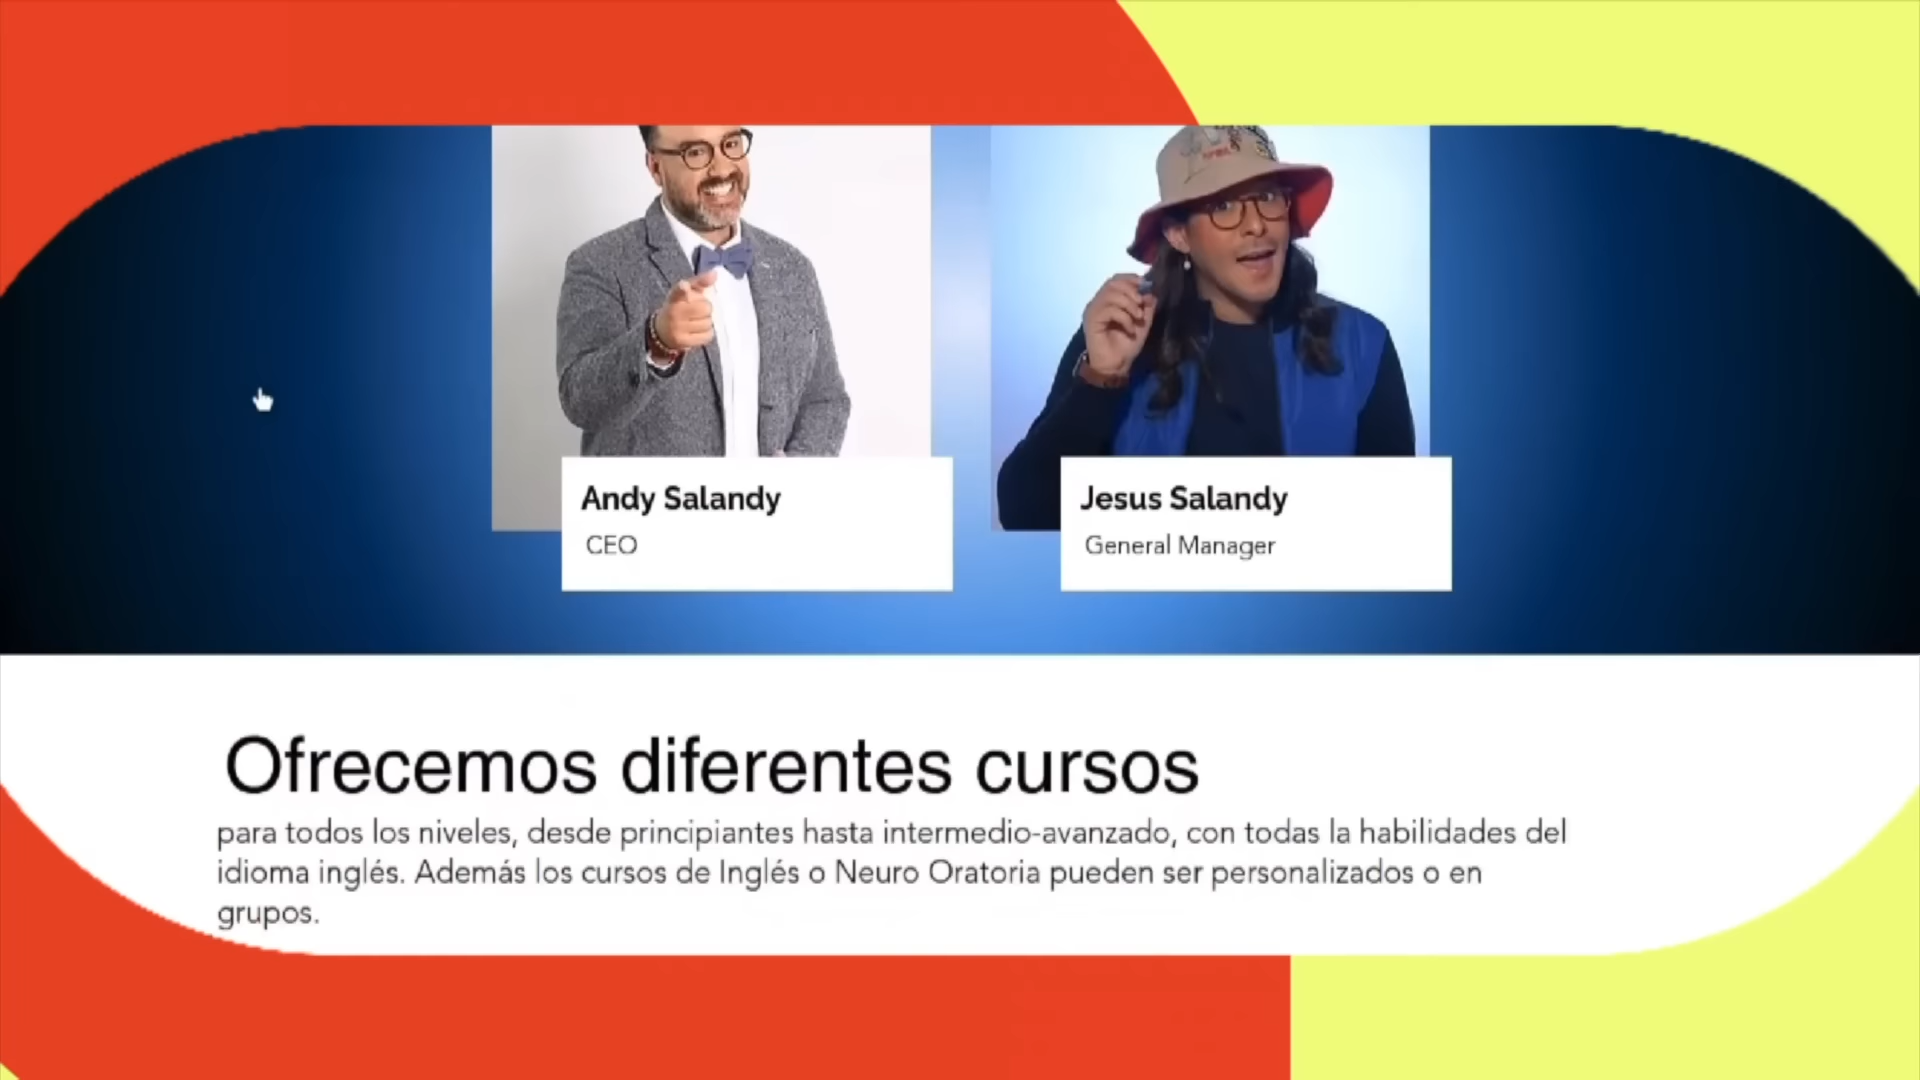 Andy Salandy
CEO
Jesus Salandy
General Manager
Ofrecemos diferentes cursos
para todos los niveles, desde principiantes hasta intermedio-avanzado, con todas la habilidades del
idioma inglés. Además los cursos de Inglés o Neuro Oratoria pueden ser personalizados o en
grupos.